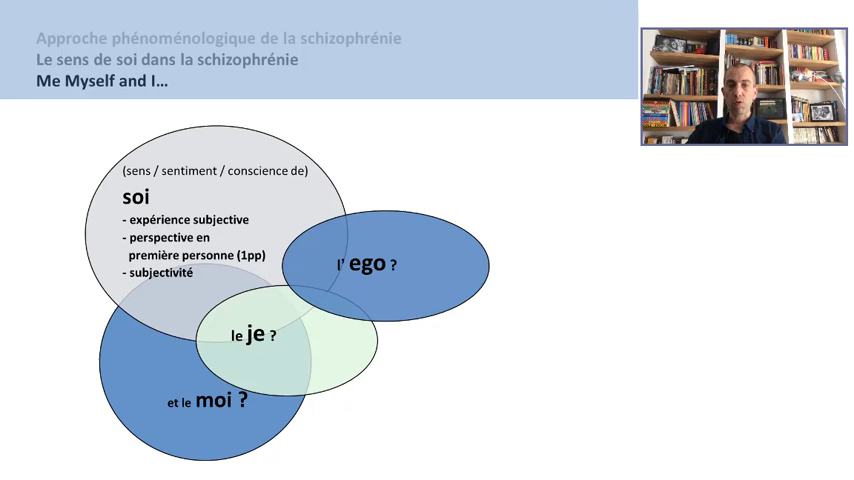 Approche phénoménologique de la schizophrénie
Le sens de soi dans la schizophrénie
Me Myself and I…
(sens / sentiment / conscience de)
soi
- expérience subjective
- perspective en
première personne (1pp)
- subjectivité
l' ego ?
le je ?
et le moi ?